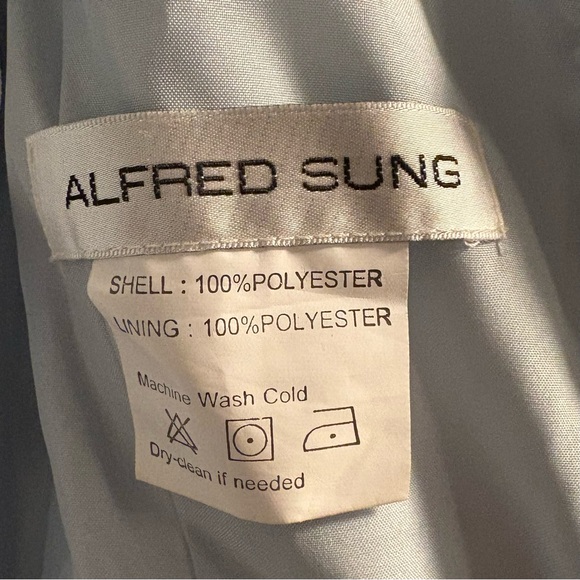 ALFRED SUNG
SHELL : 100%POLYESTER
LINING : 100%POLYESTER
Machine Wash Cold
Dry-clean if needed